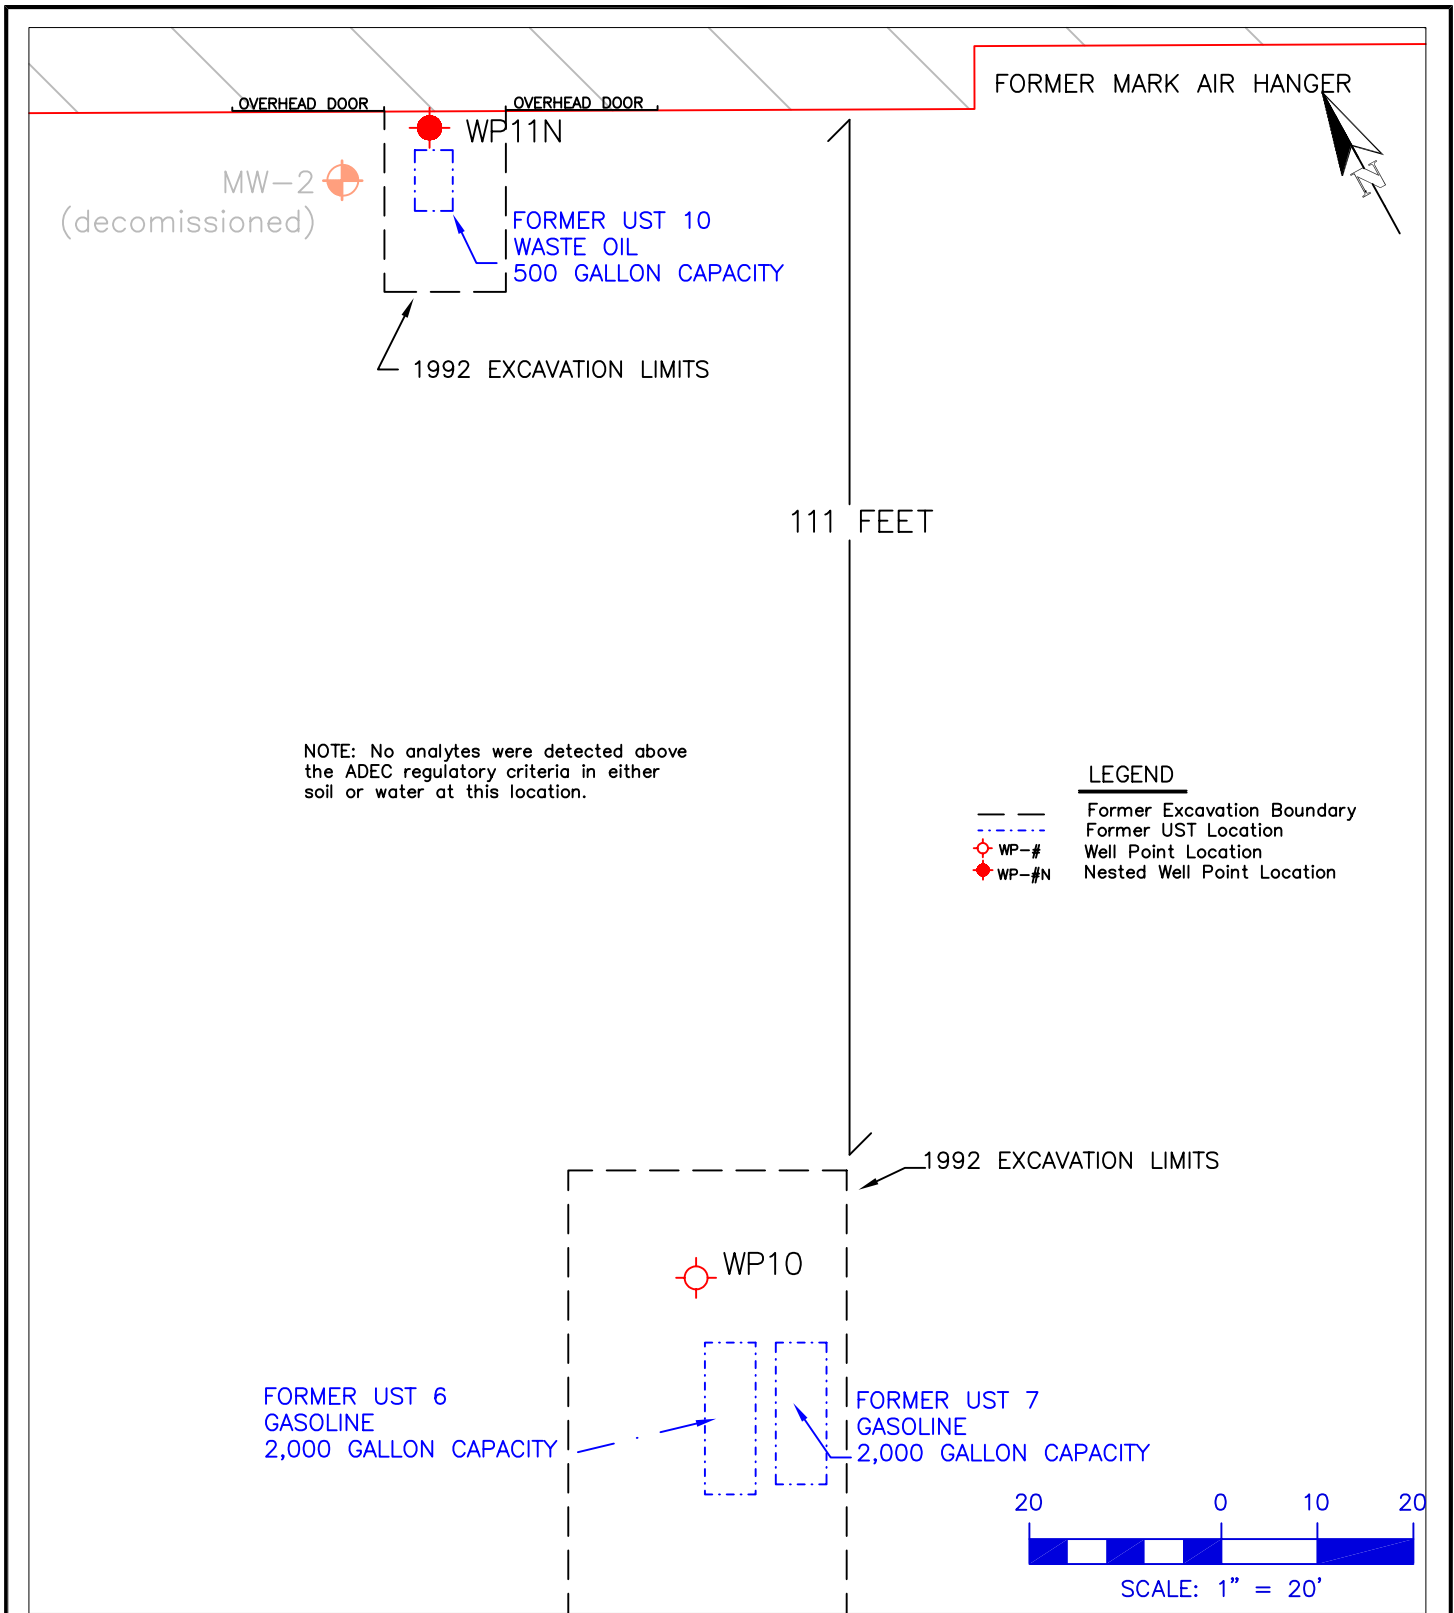 FORMER MARK AIR HANGER
OVERHEAD DOOR
OVERHEAD DOOR
WP11N
MW-2
(decomissioned)
N
FORMER UST 10
WASTE OIL
500 GALLON CAPACITY
1992 EXCAVATION LIMITS
111 FEET
NOTE: No analytes were detected above
the ADEC regulatory criteria in either
soil or water at this location.
LEGEND
Former Excavation Boundary
Former UST Location
WP-# Well Point Location
WP-#N Nested Well Point Location
1992 EXCAVATION LIMITS
WP10
FORMER UST 6
GASOLINE
2,000 GALLON CAPACITY
FORMER UST 7
GASOLINE
2,000 GALLON CAPACITY
20 0 10 20
SCALE: 1" = 20'